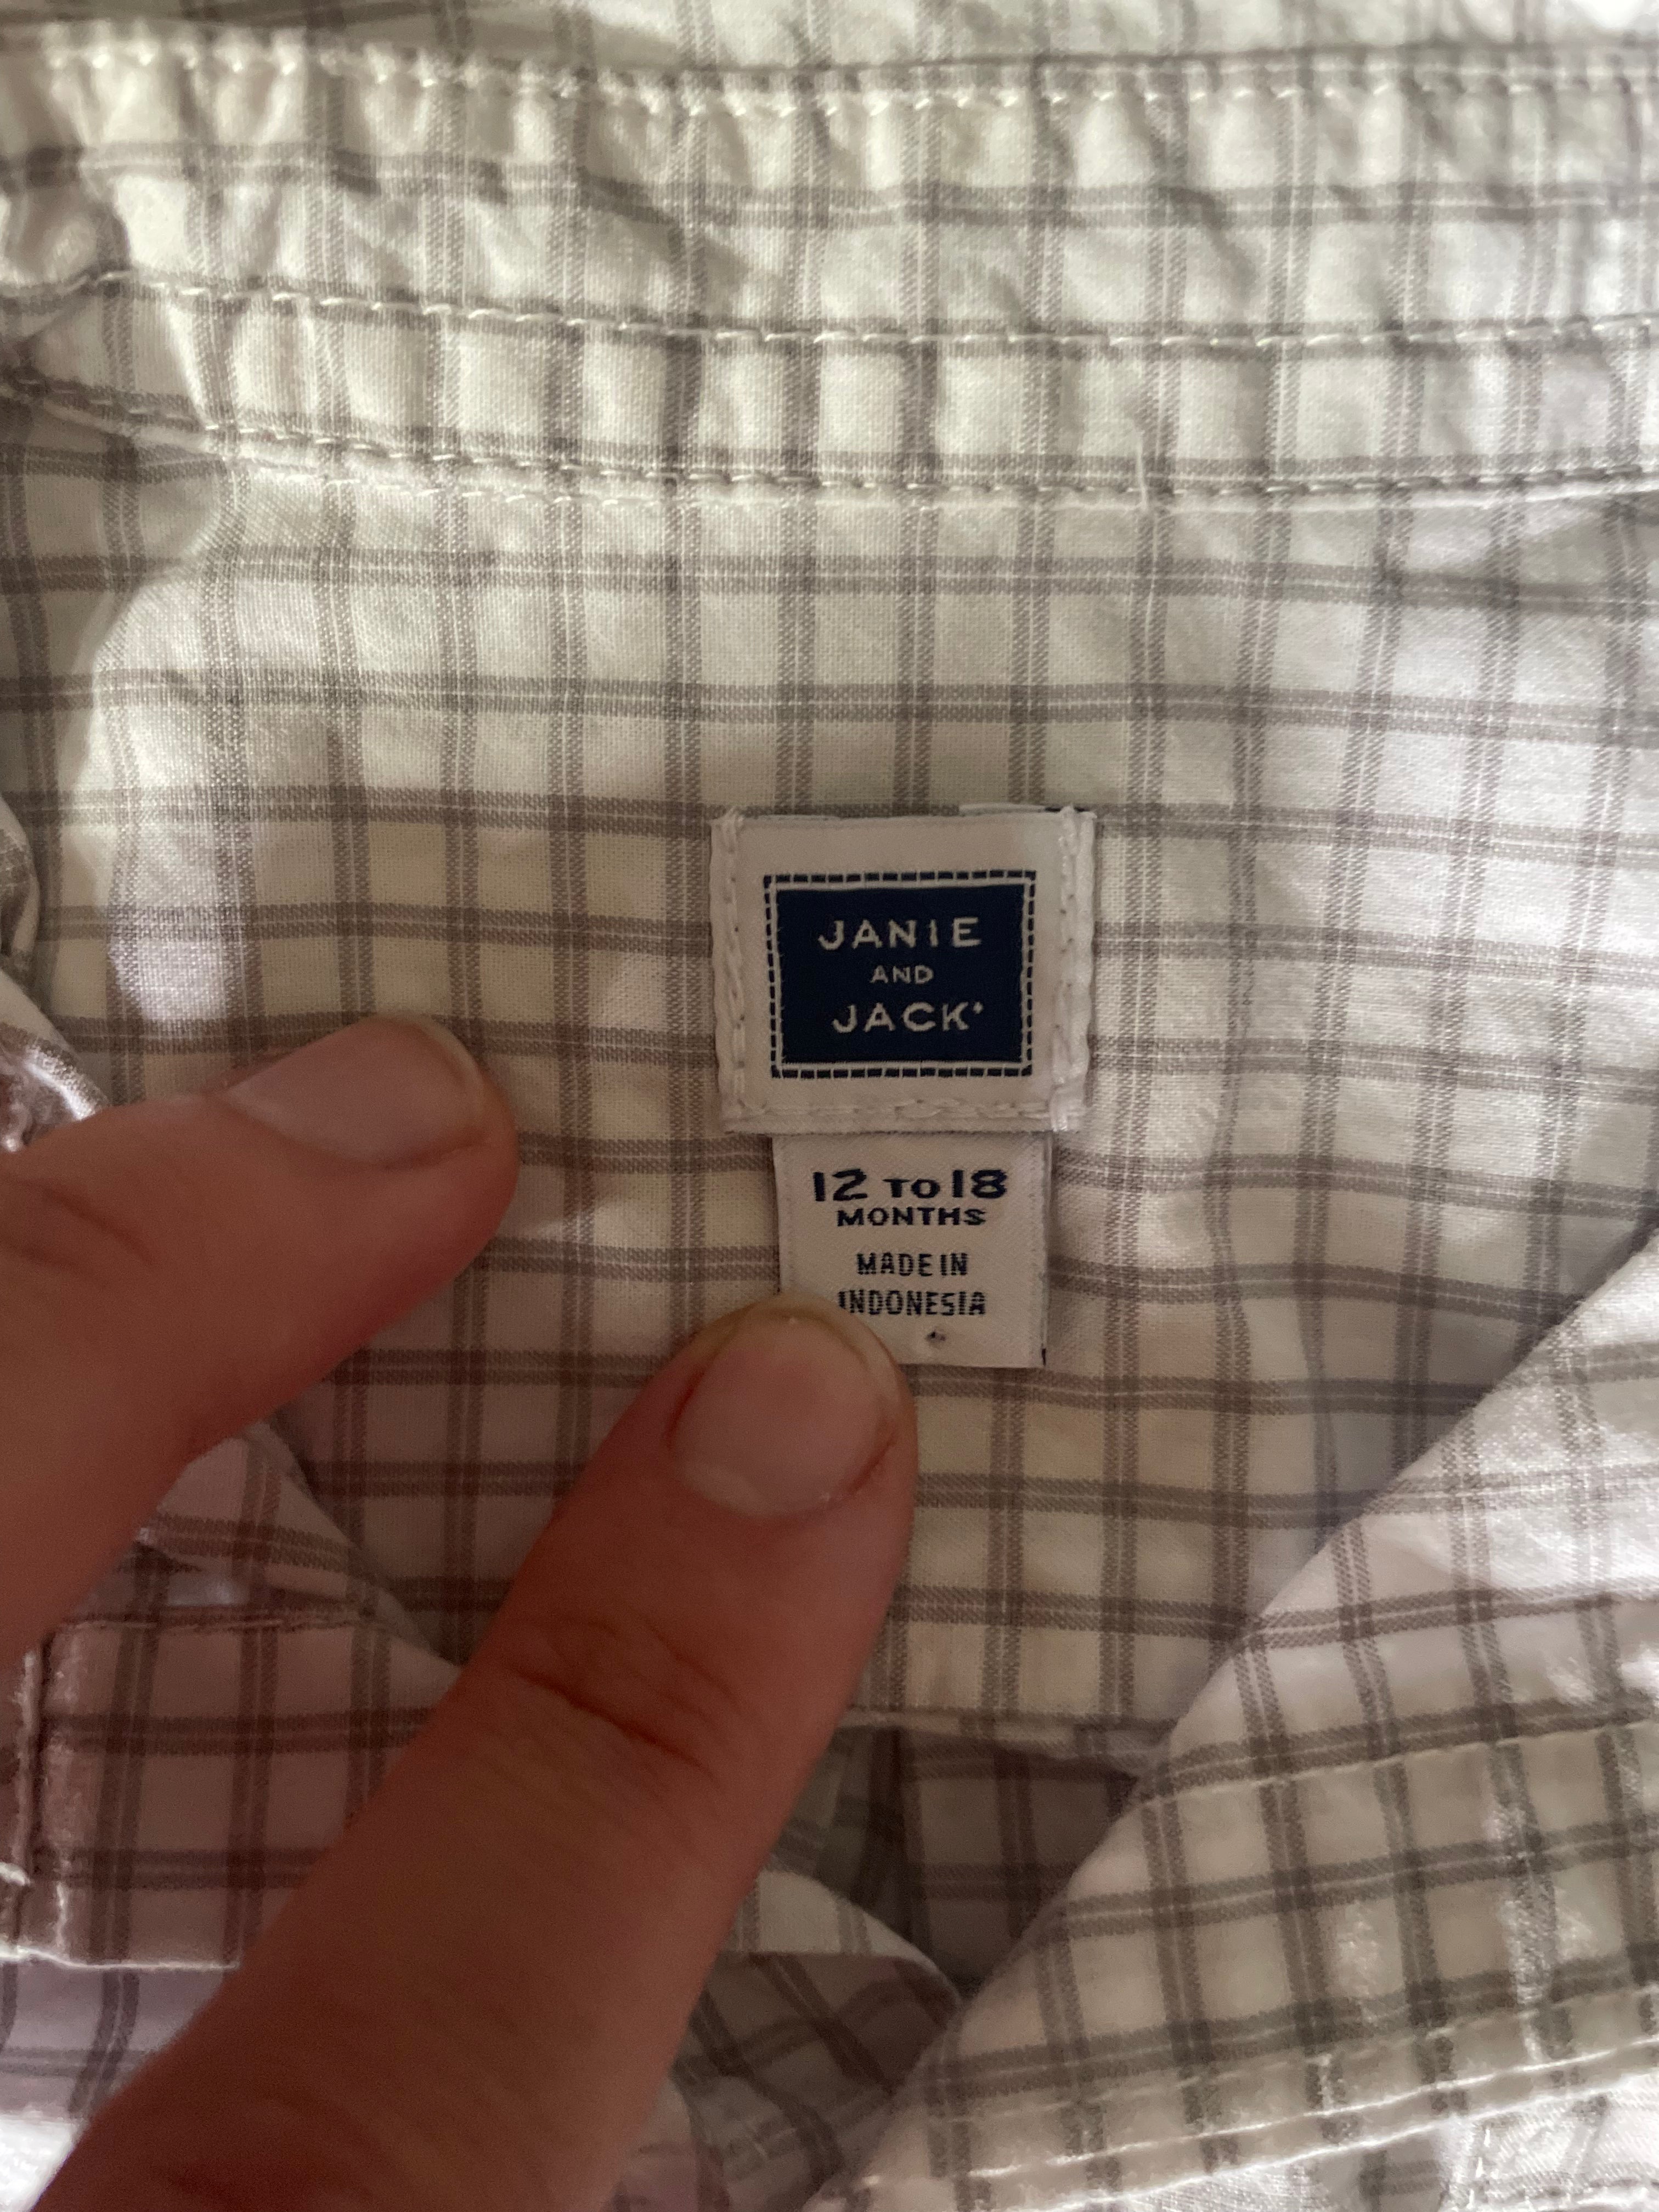 JANIE
AND
JACK
12 TO 18
MONTHS
MADE IN
INDONESIA